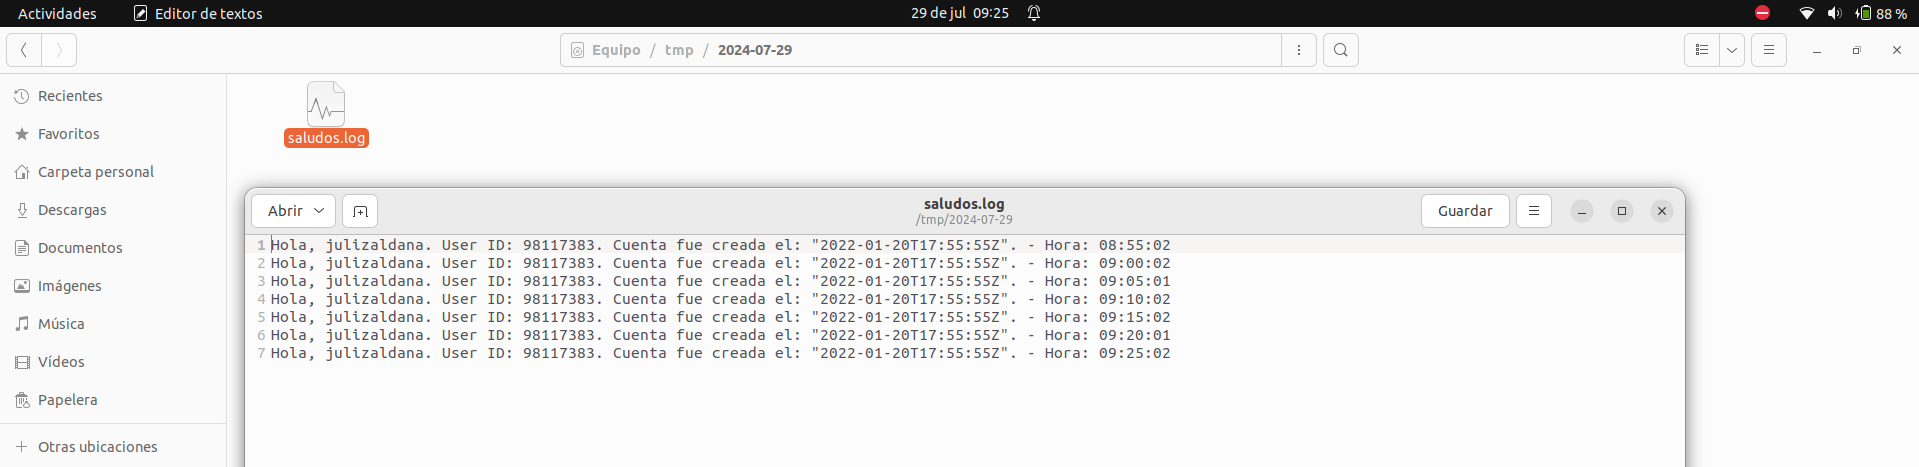 Actividades Editor de textos 29 de jul 09:25 88 %
Equipo / tmp / 2024-07-29
Recientes
Favoritos
Carpeta personal
Descargas
Documentos
Imágenes
Música
Vídeos
Papelera
Otras ubicaciones
saludos.log
Abrir
saludos.log
/tmp/2024-07-29
Guardar
1 Hola, julizaldana. User ID: 98117383. Cuenta fue creada el: "2022-01-20T17:55:55Z". - Hora: 08:55:02
2 Hola, julizaldana. User ID: 98117383. Cuenta fue creada el: "2022-01-20T17:55:55Z". - Hora: 09:00:02
3 Hola, julizaldana. User ID: 98117383. Cuenta fue creada el: "2022-01-20T17:55:55Z". - Hora: 09:05:01
4 Hola, julizaldana. User ID: 98117383. Cuenta fue creada el: "2022-01-20T17:55:55Z". - Hora: 09:10:02
5 Hola, julizaldana. User ID: 98117383. Cuenta fue creada el: "2022-01-20T17:55:55Z". - Hora: 09:15:02
6 Hola, julizaldana. User ID: 98117383. Cuenta fue creada el: "2022-01-20T17:55:55Z". - Hora: 09:20:01
7 Hola, julizaldana. User ID: 98117383. Cuenta fue creada el: "2022-01-20T17:55:55Z". - Hora: 09:25:02